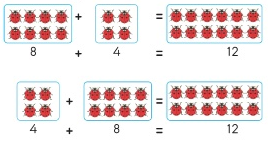 + =
8 + 4 = 12
+ =
4 + 8 = 12